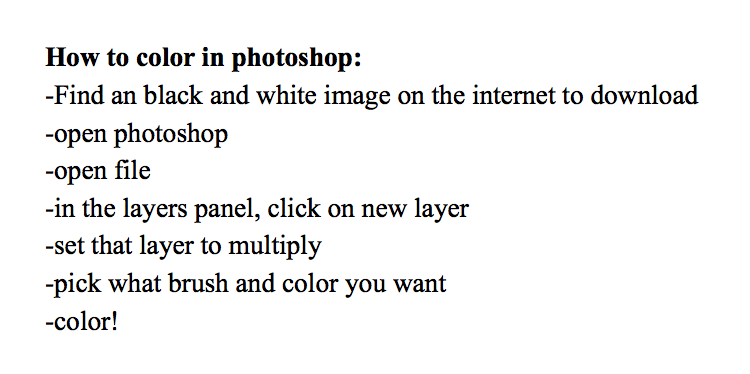 How to color in photoshop:
-Find an black and white image on the internet to download
-open photoshop
-open file
-in the layers panel, click on new layer
-set that layer to multiply
-pick what brush and color you want
-color!